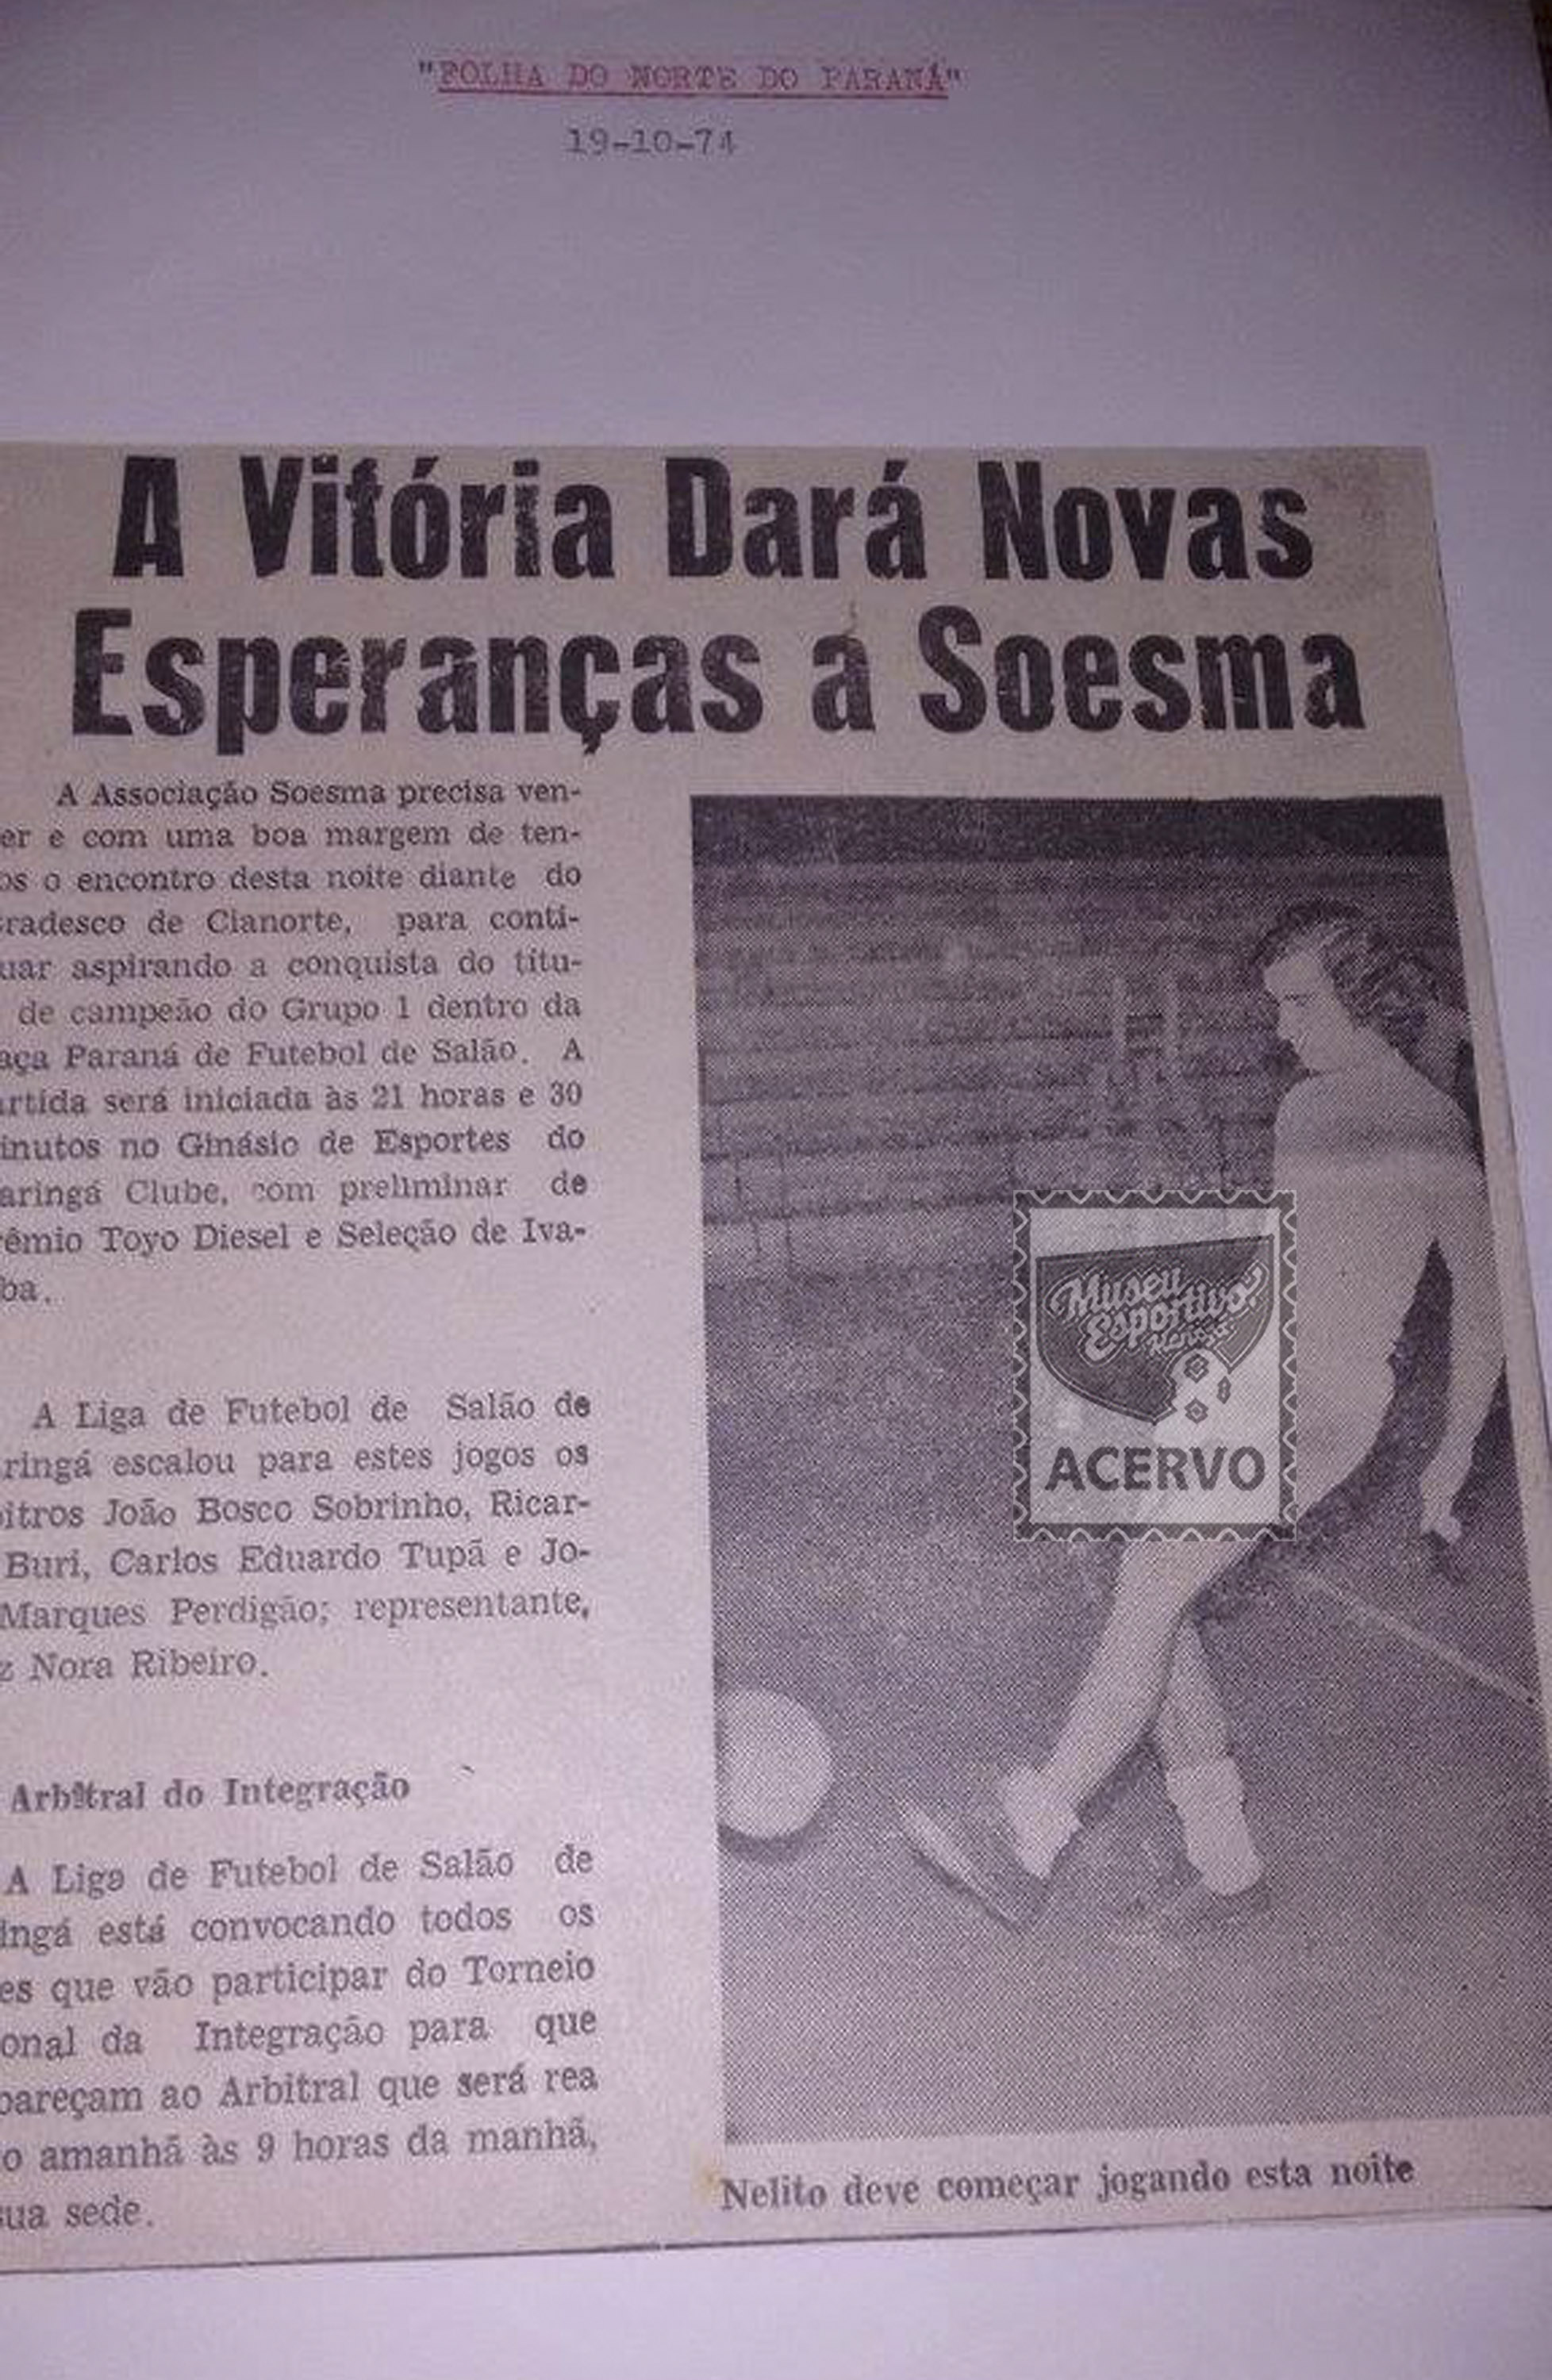 "FOLHA DO NORTE DO PARANÁ"
19-10-74
A Vitória Dará Novas
Esperanças a Soesma
A Associação Soesma precisa ven-
er e com uma boa margem de ten-
os o encontro desta noite diante do
radesco de Cianorte, para conti-
uar aspirando a conquista do títu-
de campeão do Grupo 1 dentro da
aça Paraná de Futebol de Salão. A
artida será iniciada às 21 horas e 30
inutos no Ginásio de Esportes do
aringá Clube, com preliminar de
rêmio Toyo Diesel e Seleção de Iva-
ba.
A Liga de Futebol de Salão de
ringá escalou para estes jogos os
bitros João Bosco Sobrinho, Ricar-
Buri, Carlos Eduardo Tupã e Jo-
Marques Perdigão; representante,
z Nora Ribeiro.
Arbitral do Integração
A Liga de Futebol de Salão de
ingá está convocando todos os
es que vão participar do Torneio
onal da Integração para que
pareçam ao Arbitral que será rea
o amanhã às 9 horas da manhã,
sua sede.
Museu
Esportivo
ACERVO
Nelito deve começar jogando esta noite